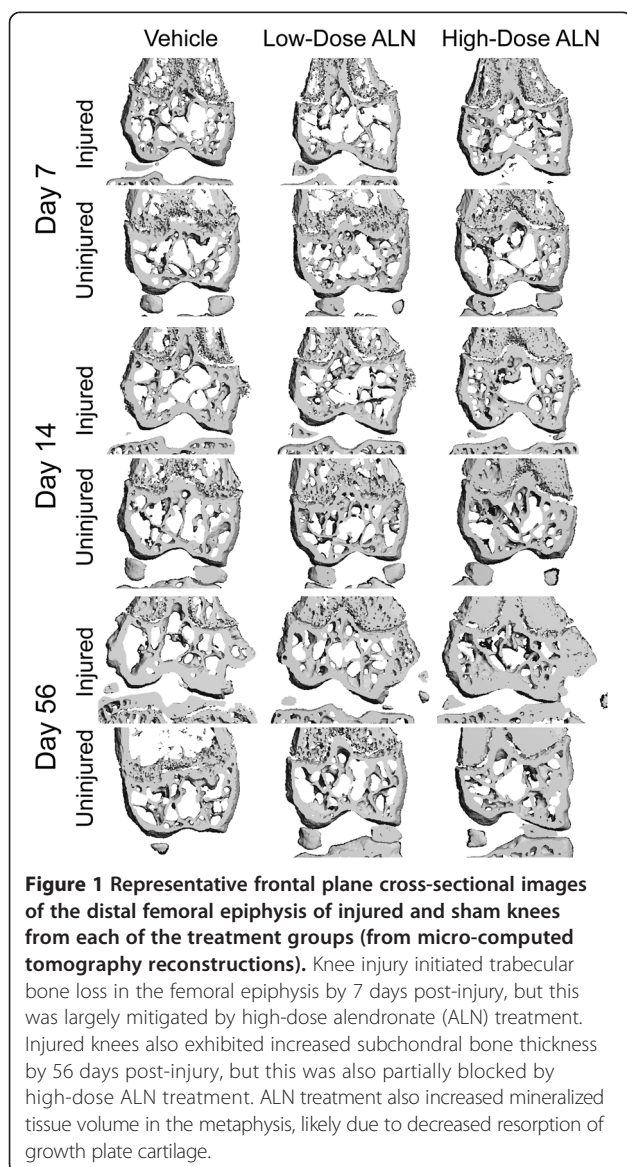 Vehicle Low-Dose ALN High-Dose ALN
Day 7
Injured
Uninjured
Day 14
Injured
Uninjured
Day 56
Injured
Uninjured
Figure 1 Representative frontal plane cross-sectional images
of the distal femoral epiphysis of injured and sham knees
from each of the treatment groups (from micro-computed
tomography reconstructions). Knee injury initiated trabecular
bone loss in the femoral epiphysis by 7 days post-injury, but this
was largely mitigated by high-dose alendronate (ALN) treatment.
Injured knees also exhibited increased subchondral bone thickness
by 56 days post-injury, but this was also partially blocked by
high-dose ALN treatment. ALN treatment also increased mineralized
tissue volume in the metaphysis, likely due to decreased resorption of
growth plate cartilage.